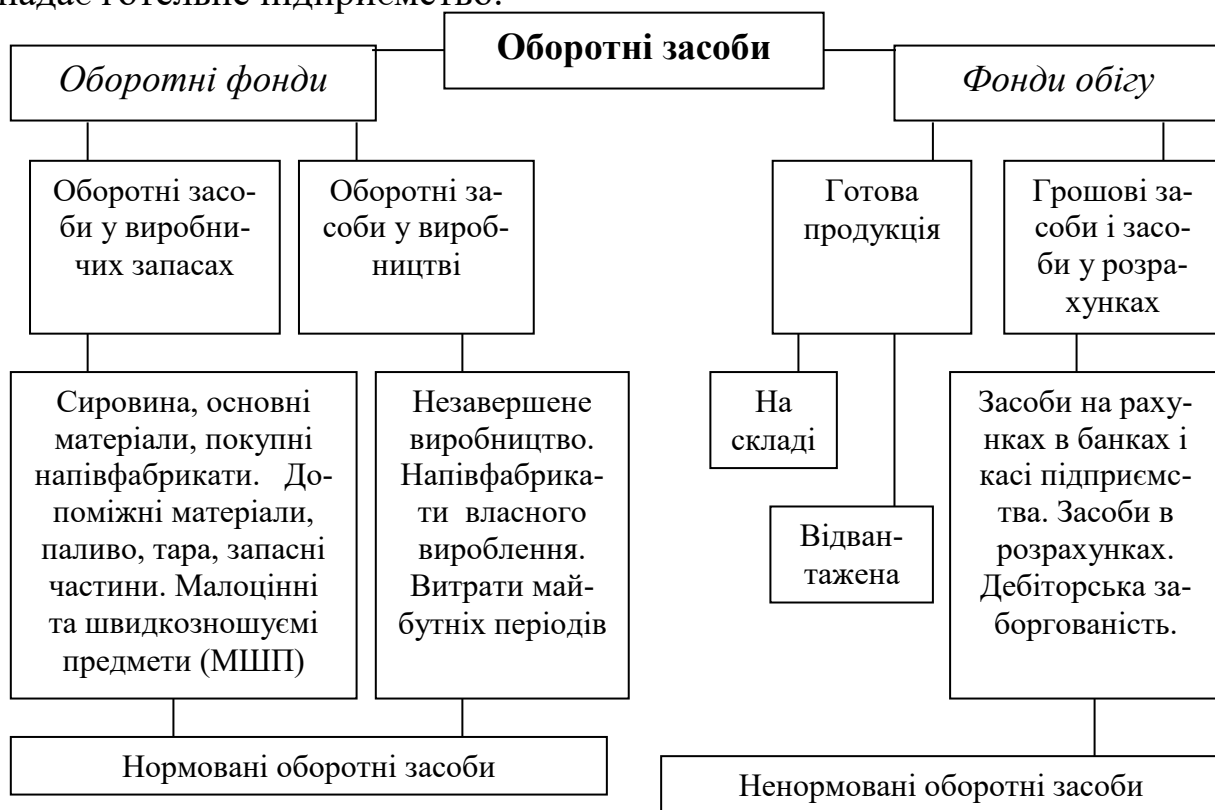 надає готельне підприємство.
Оборотні засоби
Оборотні фонди
Фонди обігу
Оборотні засо-
би у виробни-
чих запасах
Оборотні за-
соби у вироб-
ництві
Готова
продукція
Грошові за-
соби і засо-
би у розра-
хунках
Сировина, основні
матеріали, покупні
напівфабрикати. До-
поміжні матеріали,
паливо, тара, запасні
частини. Малоцінні
та швидкозношуємі
предмети (МШП)
Незавершене
виробництво.
Напівфабрика-
ти власного
вироблення.
Витрати май-
бутніх періодів
На
складі
Відван-
тажена
Засоби на раху-
нках в банках і
касі підприємс-
тва. Засоби в
розрахунках.
Дебіторська за-
боргованість.
Нормовані оборотні засоби
Ненормовані оборотні засоби